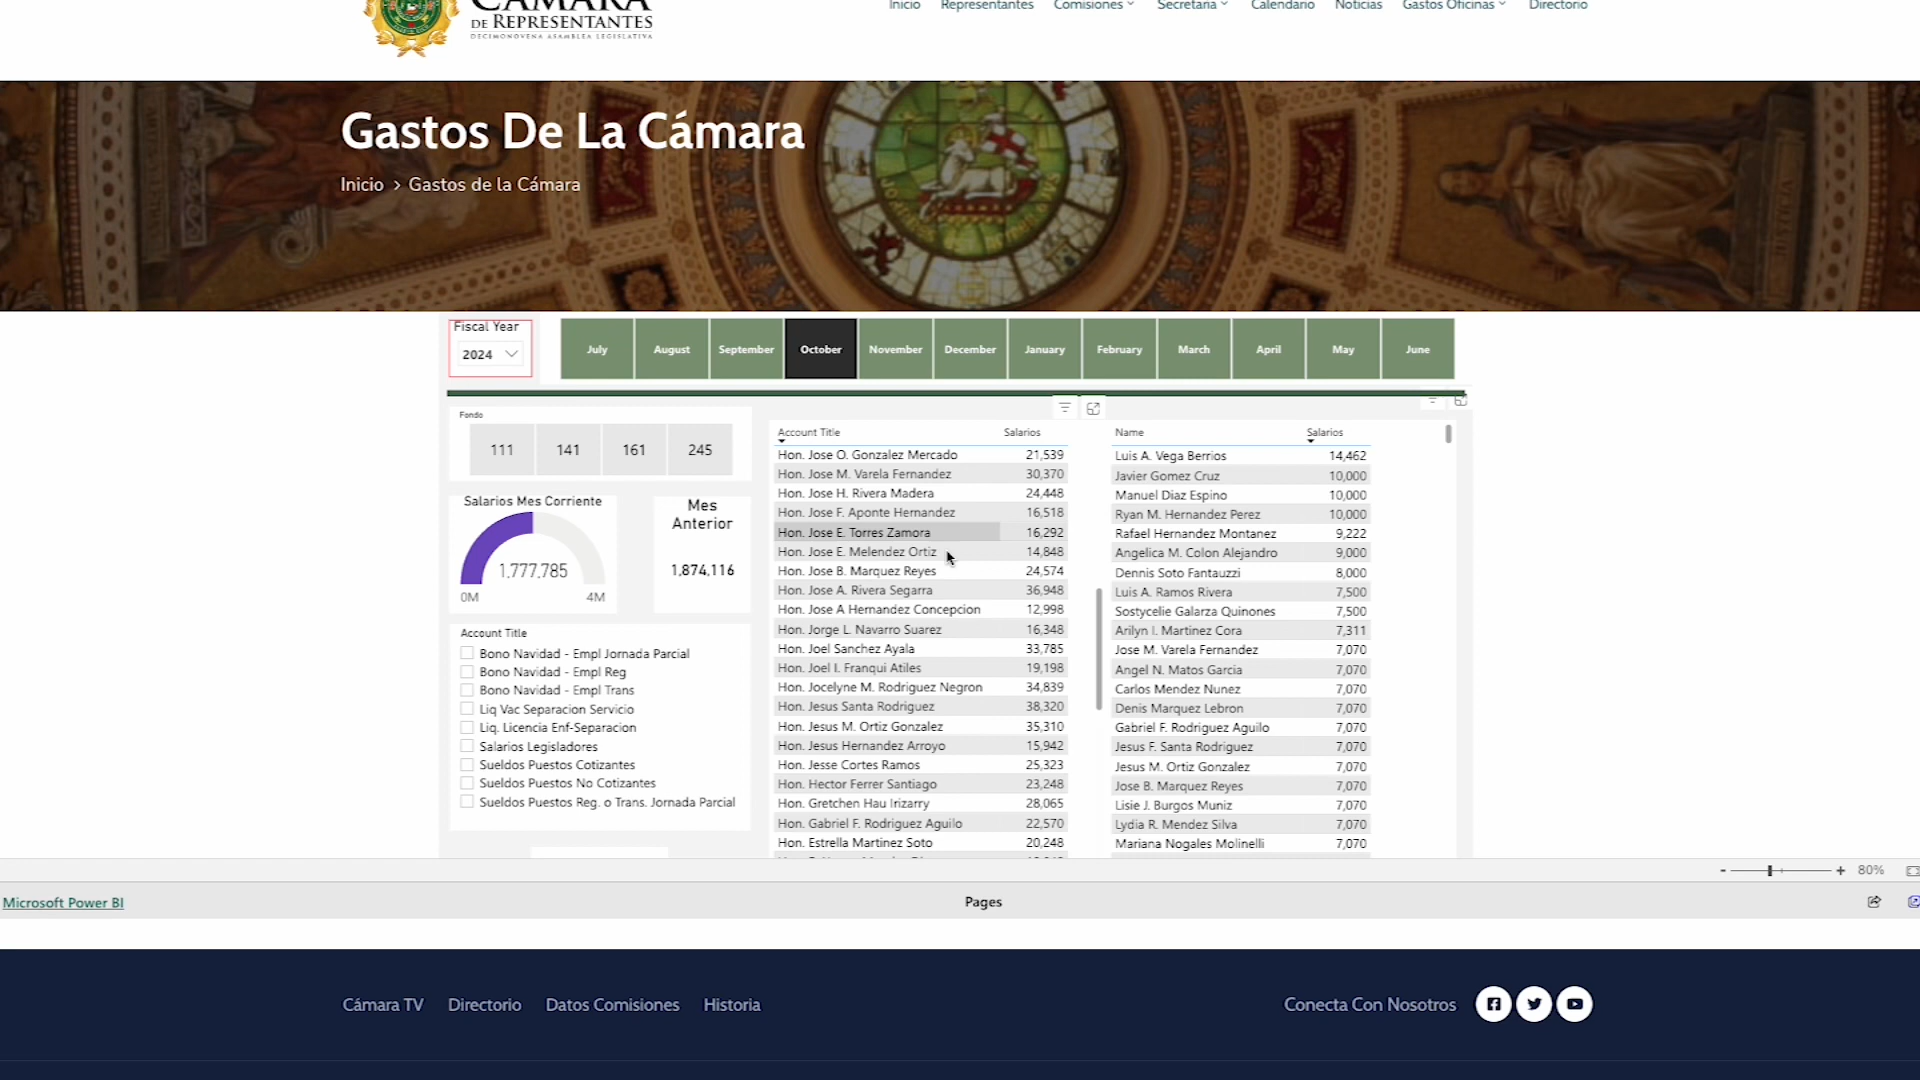 CÁMARA
DE REPRESENTANTES
DECIMONOVENA ASAMBLEA LEGISLATIVA
Inicio Representantes Comisiones Secretaría Calendario Noticias Gastos Oficinas Directorio
Gastos De La Cámara
Inicio > Gastos de la Cámara
Fiscal Year
2024
July August September October November December January February March April May June
Fondo
111 141 161 245
Salarios Mes Corriente
1,777,785
0M 4M
Mes
Anterior
1,874,116
Account Title
Bono Navidad - Empl Jornada Parcial
Bono Navidad - Empl Reg
Bono Navidad - Empl Trans
Liq Vac Separacion Servicio
Liq. Licencia Enf-Separacion
Salarios Legisladores
Sueldos Puestos Cotizantes
Sueldos Puestos No Cotizantes
Sueldos Puestos Reg. o Trans. Jornada Parcial
Account Title Salarios
Hon. Jose O. Gonzalez Mercado 21,539
Hon. Jose M. Varela Fernandez 30,370
Hon. Jose H. Rivera Madera 24,448
Hon. Jose F. Aponte Hernandez 16,518
Hon. Jose E. Torres Zamora 16,292
Hon. Jose E. Melendez Ortiz 14,848
Hon. Jose B. Marquez Reyes 24,574
Hon. Jose A. Rivera Segarra 36,948
Hon. Jose A Hernandez Concepcion 12,998
Hon. Jorge L. Navarro Suarez 16,348
Hon. Joel Sanchez Ayala 33,785
Hon. Joel I. Franqui Atiles 19,198
Hon. Jocelyne M. Rodriguez Negron 34,839
Hon. Jesus Santa Rodriguez 38,320
Hon. Jesus M. Ortiz Gonzalez 35,310
Hon. Jesus Hernandez Arroyo 15,942
Hon. Jesse Cortes Ramos 25,323
Hon. Hector Ferrer Santiago 23,248
Hon. Gretchen Hau Irizarry 28,065
Hon. Gabriel F. Rodriguez Aguilo 22,570
Hon. Estrella Martinez Soto 20,248
Name Salarios
Luis A. Vega Berrios 14,462
Javier Gomez Cruz 10,000
Manuel Diaz Espino 10,000
Ryan M. Hernandez Perez 10,000
Rafael Hernandez Montanez 9,222
Angelica M. Colon Alejandro 9,000
Dennis Soto Fantauzzi 8,000
Luis A. Ramos Rivera 7,500
Sostycelie Galarza Quinones 7,500
Arilyn I. Martinez Cora 7,311
Jose M. Varela Fernandez 7,070
Angel N. Matos Garcia 7,070
Carlos Mendez Nunez 7,070
Denis Marquez Lebron 7,070
Gabriel F. Rodriguez Aguilo 7,070
Jesus F. Santa Rodriguez 7,070
Jesus M. Ortiz Gonzalez 7,070
Jose B. Marquez Reyes 7,070
Lisie J. Burgos Muniz 7,070
Lydia R. Mendez Silva 7,070
Mariana Nogales Molinelli 7,070
- + 80%
Microsoft Power BI Pages
Cámara TV Directorio Datos Comisiones Historia Conecta Con Nosotros